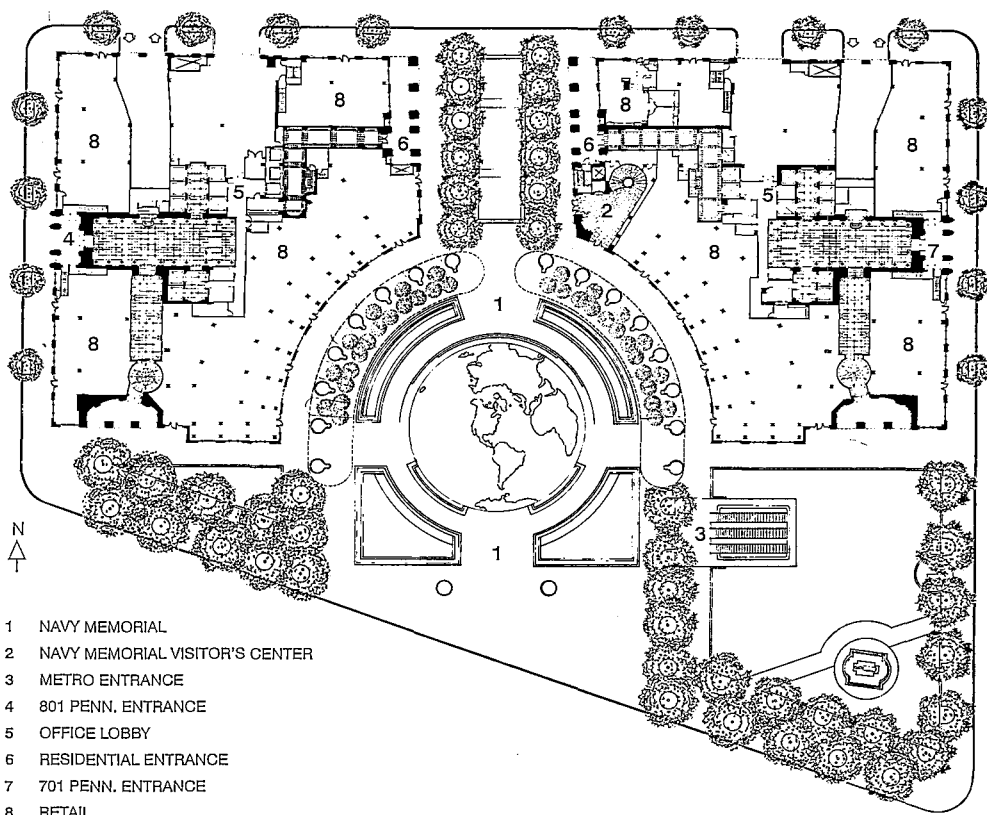 8
8
8
8
6
6
5
2
5
4
8
8
7
1
8
8
3
N
1
1 NAVY MEMORIAL
2 NAVY MEMORIAL VISITOR'S CENTER
3 METRO ENTRANCE
4 801 PENN. ENTRANCE
5 OFFICE LOBBY
6 RESIDENTIAL ENTRANCE
7 701 PENN. ENTRANCE
8 RETAIL